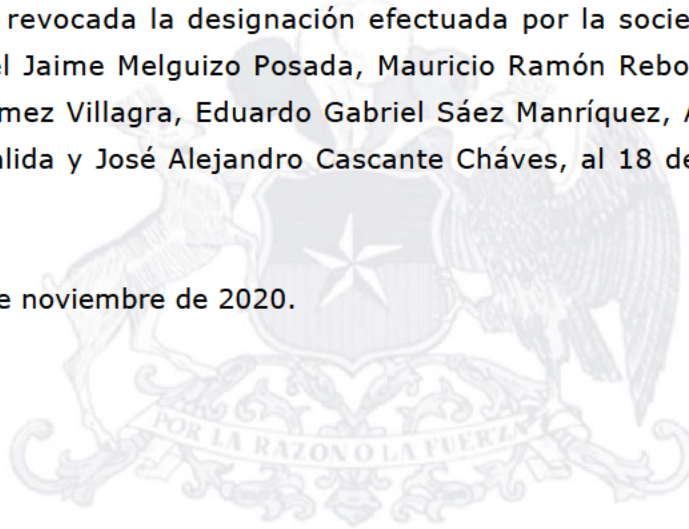 revocada la designación efectuada por la socie
el Jaime Melguizo Posada, Mauricio Ramón Rebo
mez Villagra, Eduardo Gabriel Sáez Manríquez,
alida y José Alejandro Cascante Cháves, al 18 de
e noviembre de 2020.
POR LA RAZON O LA FUERZA